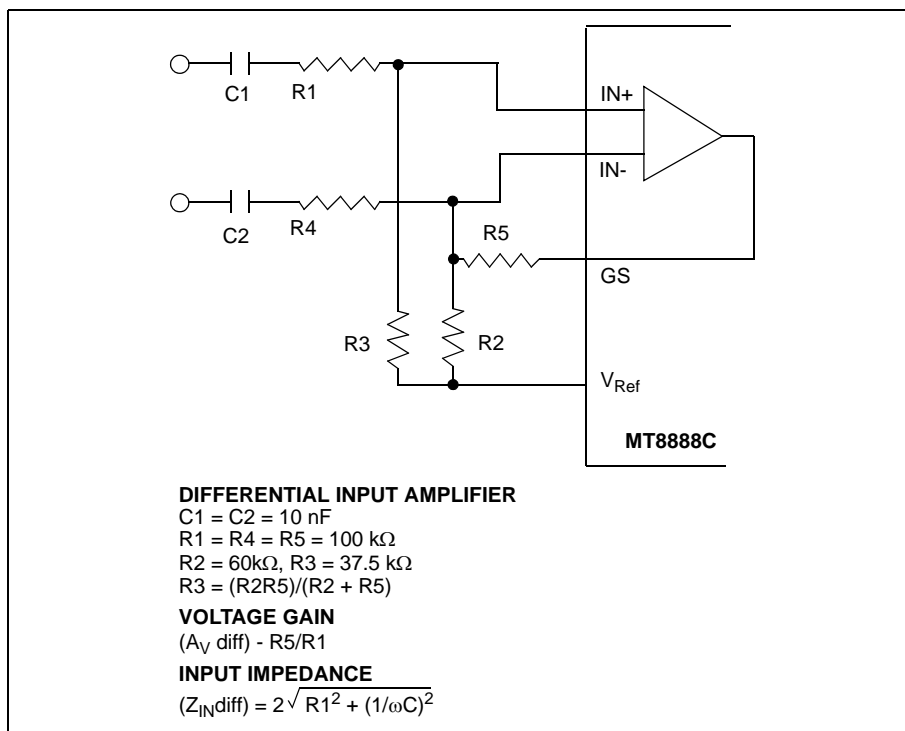 C1
R1
IN+
IN-
C2
R4
R5
GS
R3
R2
V_Ref
MT8888C
DIFFERENTIAL INPUT AMPLIFIER
C1 = C2 = 10 nF
R1 = R4 = R5 = 100 kΩ
R2 = 60kΩ, R3 = 37.5 kΩ
R3 = (R2R5)/(R2 + R5)
VOLTAGE GAIN
(A_V diff) - R5/R1
INPUT IMPEDANCE
(Z_INdiff) = 2√R1² + (1/ωC)²